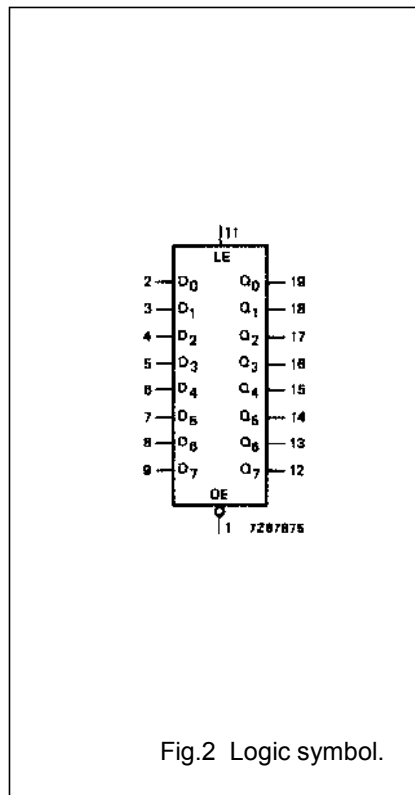 11
LE
2 D0 Q0 19
3 D1 Q1 18
4 D2 Q2 17
5 D3 Q3 16
6 D4 Q4 15
7 D5 Q5 14
8 D6 Q6 13
9 D7 Q7 12
OE
1 7287875
Fig.2 Logic symbol.